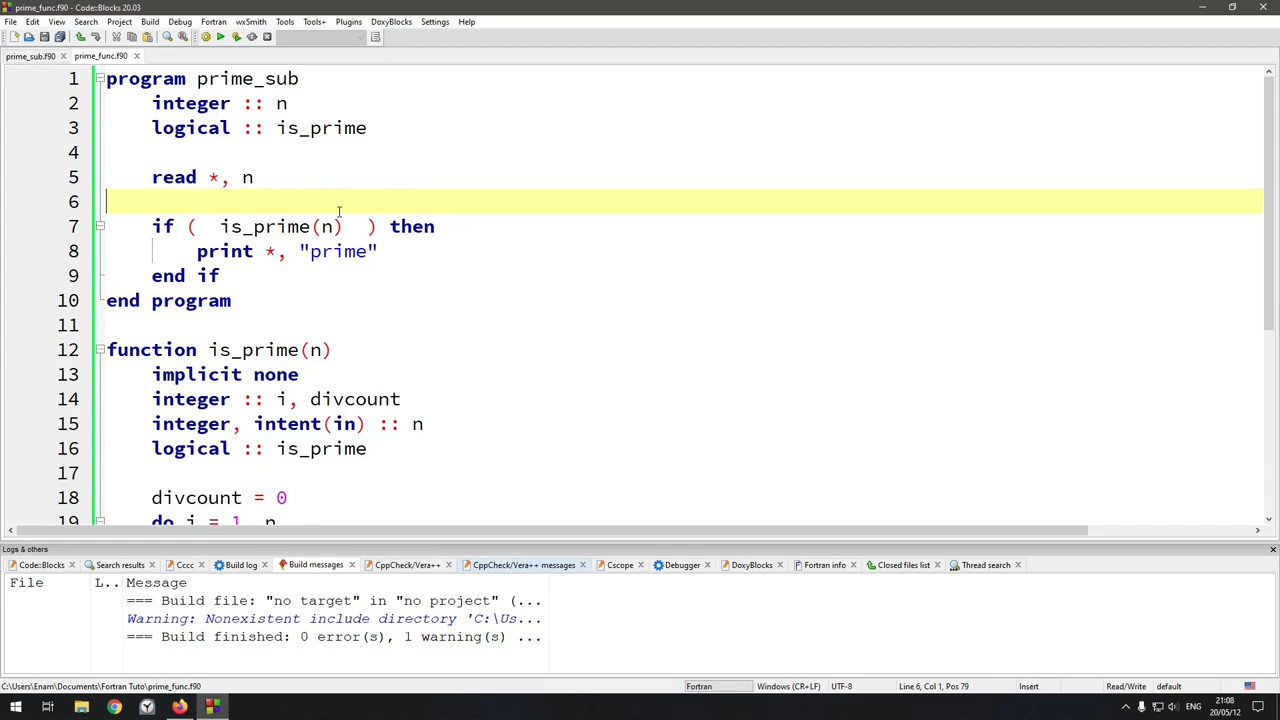 prime_func.f90 - Code::Blocks 20.03
File Edit View Search Project Build Debug Fortran wxSmith Tools Tools+ Plugins DoxyBlocks Settings Help
prime_sub.f90 prime_func.f90
1 program prime_sub
2 integer :: n
3 logical :: is_prime
4
5 read *, n
6
7 if ( is_prime(n) ) then
8 print *, "prime"
9 end if
10 end program
11
12 function is_prime(n)
13 implicit none
14 integer :: i, divcount
15 integer, intent(in) :: n
16 logical :: is_prime
17
18 divcount = 0
19 do i = 1, n
Logs & others
Code::Blocks Search results Cccc Build log Build messages CppCheck/Vera++ CppCheck/Vera++ messages Cscope Debugger DoxyBlocks Fortran info Closed files list Thread search
File L.. Message
=== Build file: "no target" in "no project" (...
Warning: Nonexistent include directory 'C:\Us...
=== Build finished: 0 error(s), 1 warning(s) ...
C:\Users\Enam\Documents\Fortran Tuto\prime_func.f90 Fortran Windows (CR+LF) UTF-8 Line 6, Col 1, Pos 79 Insert Read/Write default
ENG
21:08
20/05/12